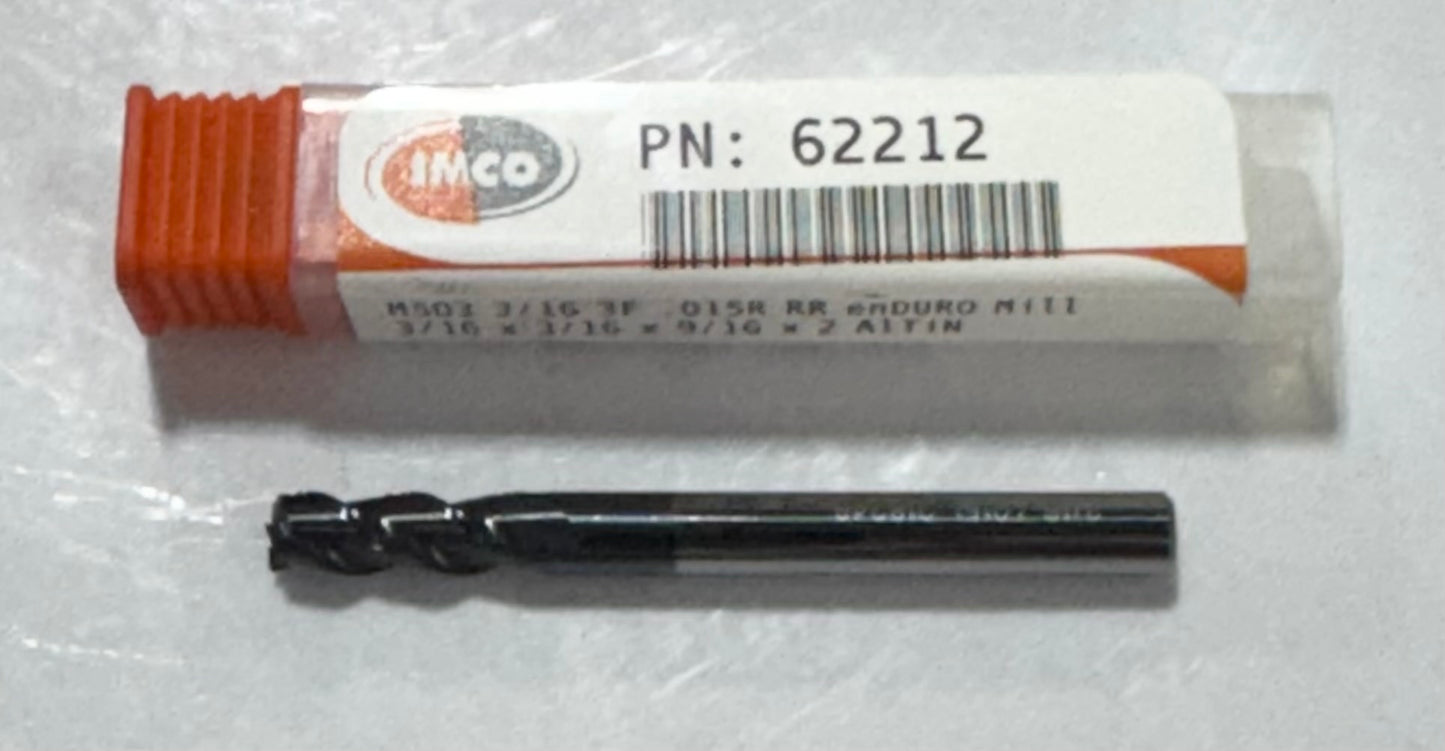 IMCO
PN: 62212
M503 3/16 3F .015R RR enDURO Mill
3/16 x 3/16 x 9/16 x 2 AlTiN